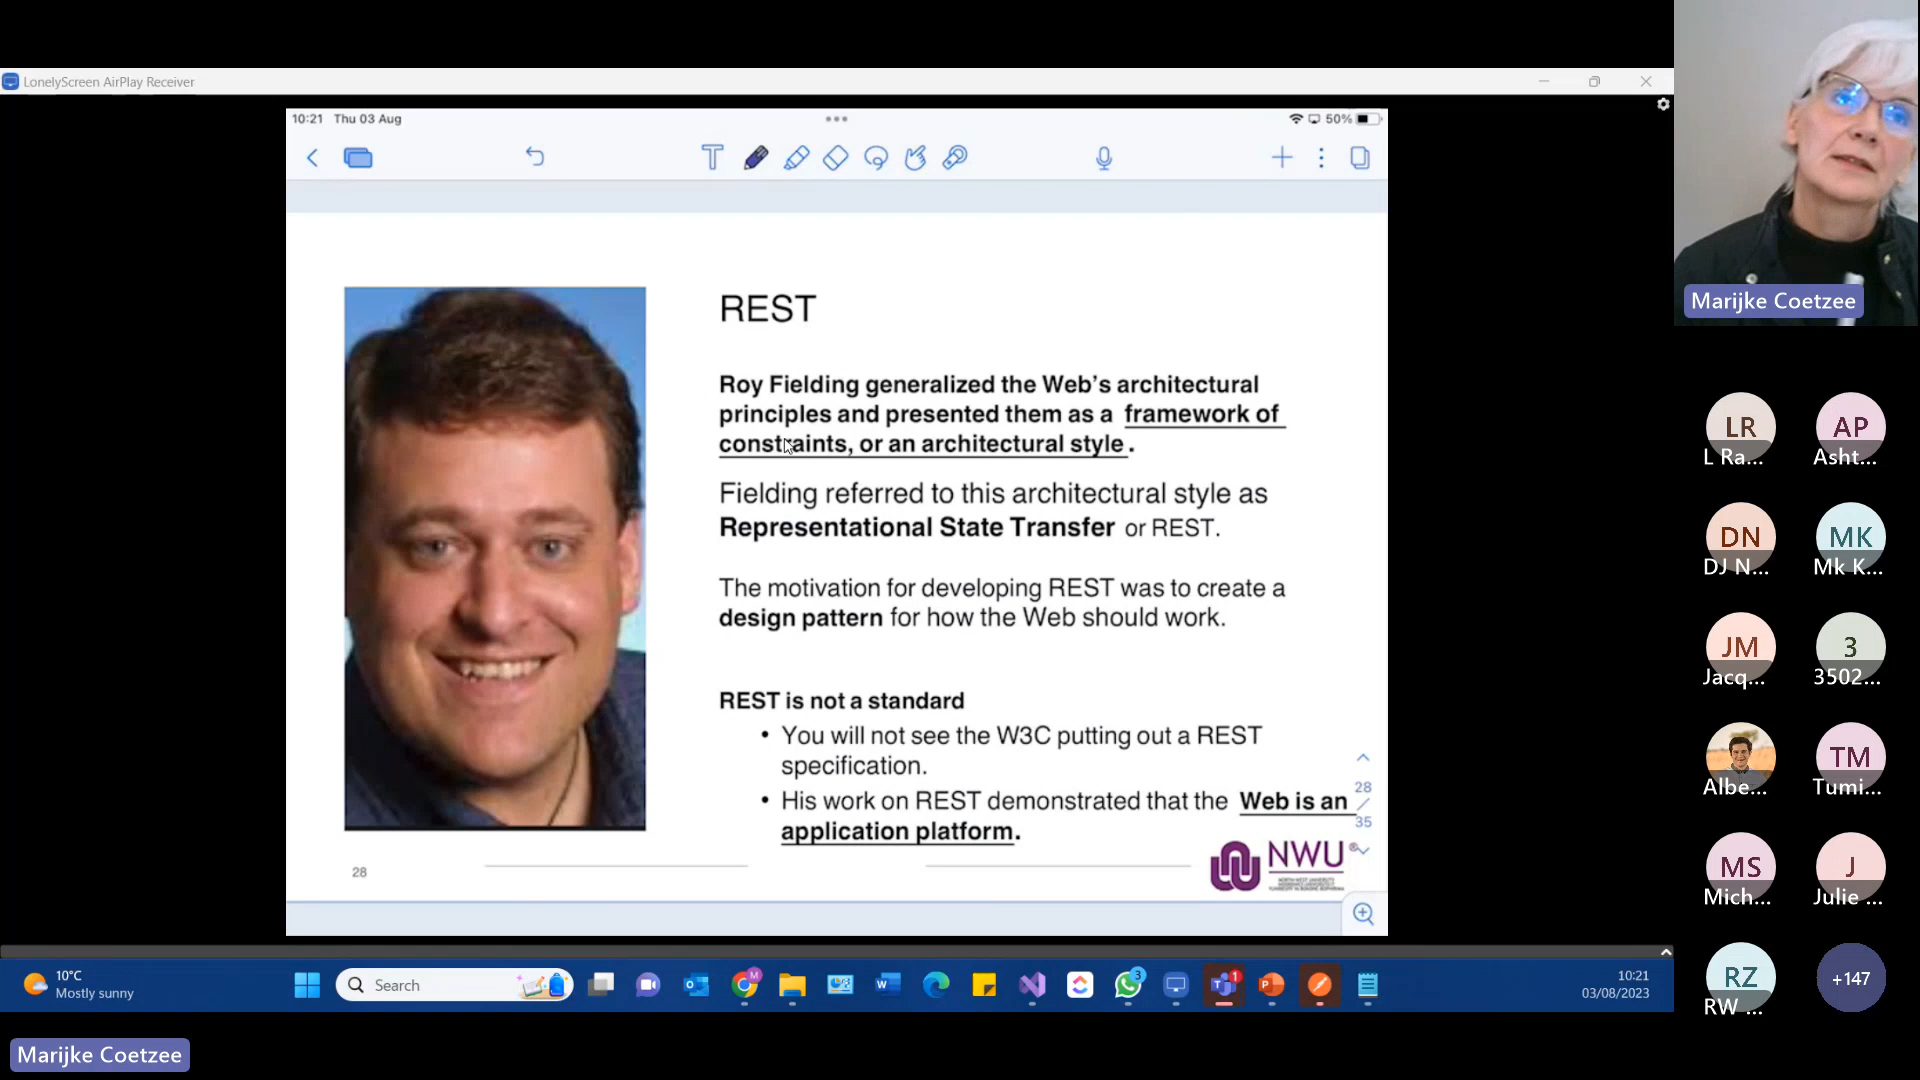 LonelyScreen AirPlay Receiver
10:21 Thu 03 Aug
50%
REST
Roy Fielding generalized the Web's architectural
principles and presented them as a framework of
constraints, or an architectural style.
Fielding referred to this architectural style as
Representational State Transfer or REST.
The motivation for developing REST was to create a
design pattern for how the Web should work.
REST is not a standard
• You will not see the W3C putting out a REST
specification.
• His work on REST demonstrated that the Web is an
application platform.
28
35
28
NWU
Marijke Coetzee
LR
L Ra...
AP
Asht...
DN
DJ N...
MK
Mk K...
JM
Jacq...
3
3502...
Albe...
TM
Tumi...
MS
Mich...
J
Julie ...
RZ
RW ...
+147
10°C
Mostly sunny
Search
M
3
1
10:21
03/08/2023
Marijke Coetzee